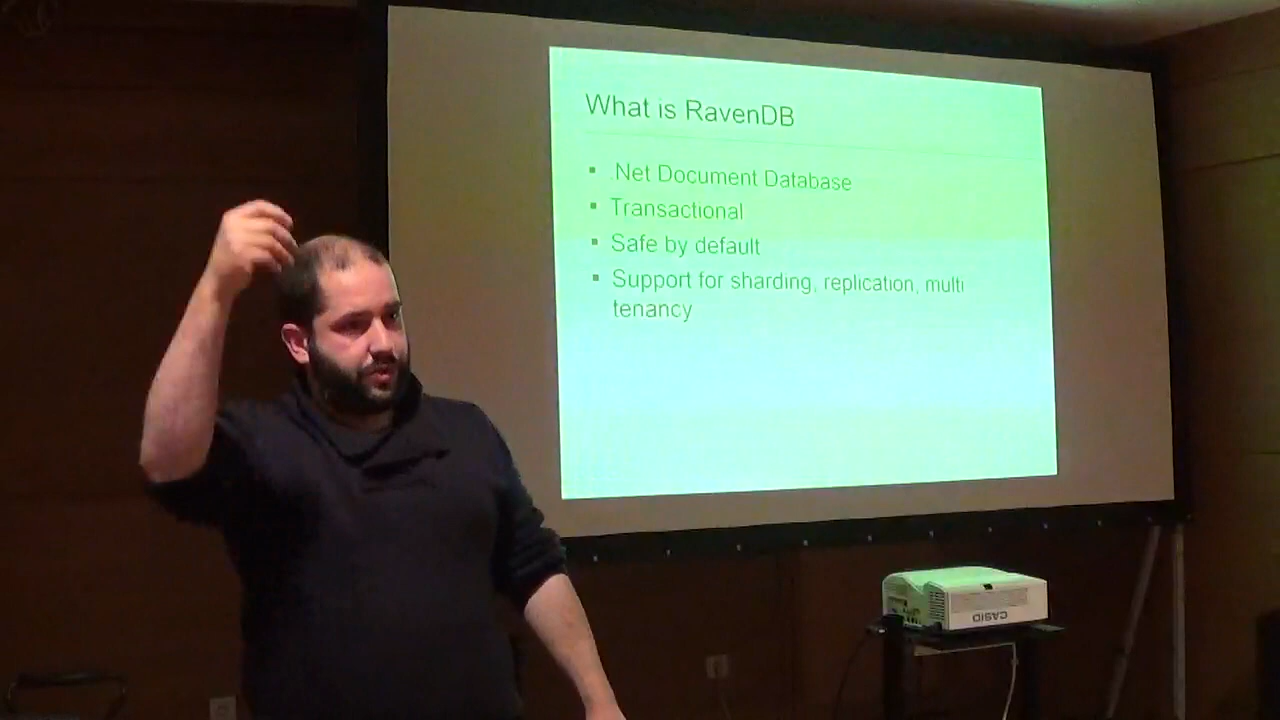 What is RavenDB
.Net Document Database
Transactional
Safe by default
Support for sharding, replication, multi
tenancy
CASIO